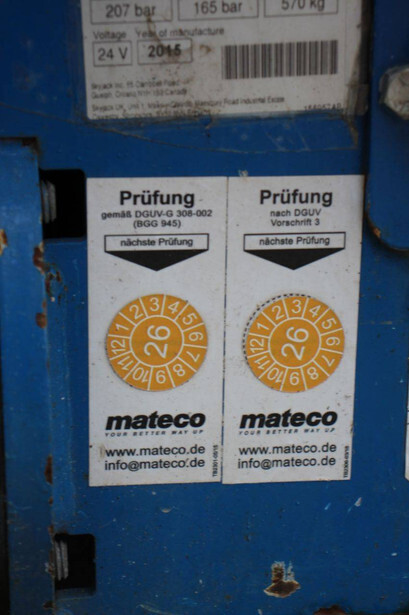 207 bar 165 bar 570 kg
Voltage Year of manufacture
24 V 2015
Prüfung
gemäß DGUV-G 308-002
(BGG 945)
nächste Prüfung
1 2 3 4 5 6 7 8 9 10 11 12
26
mateco
YOUR BETTER WAY UP
www.mateco.de
info@mateco.de
Prüfung
nach DGUV
Vorschrift 3
nächste Prüfung
1 2 3 4 5 6 7 8 9 10 11 12
26
mateco
YOUR BETTER WAY UP
www.mateco.de
info@mateco.de